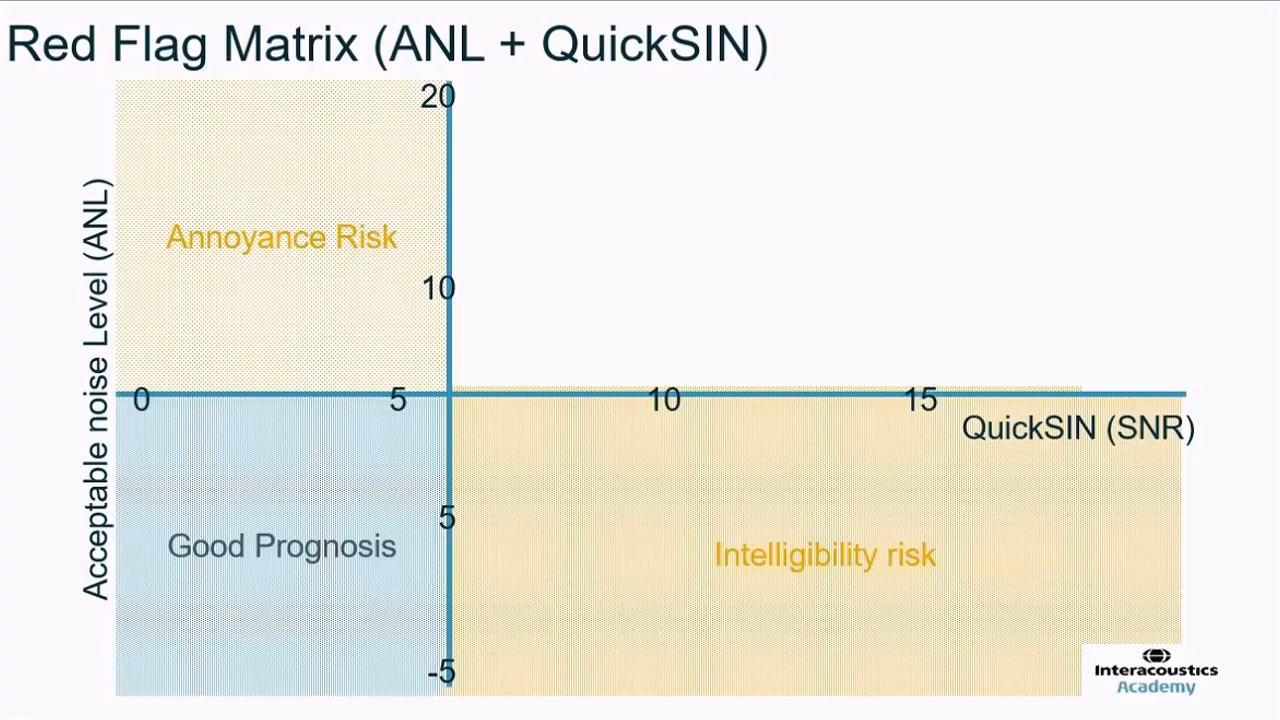 Red Flag Matrix (ANL + QuickSIN)
20
Acceptable noise Level (ANL)
Annoyance Risk
10
0
5
10
15
QuickSIN (SNR)
5
Good Prognosis
Intelligibility risk
-5
Interacoustics
Academy